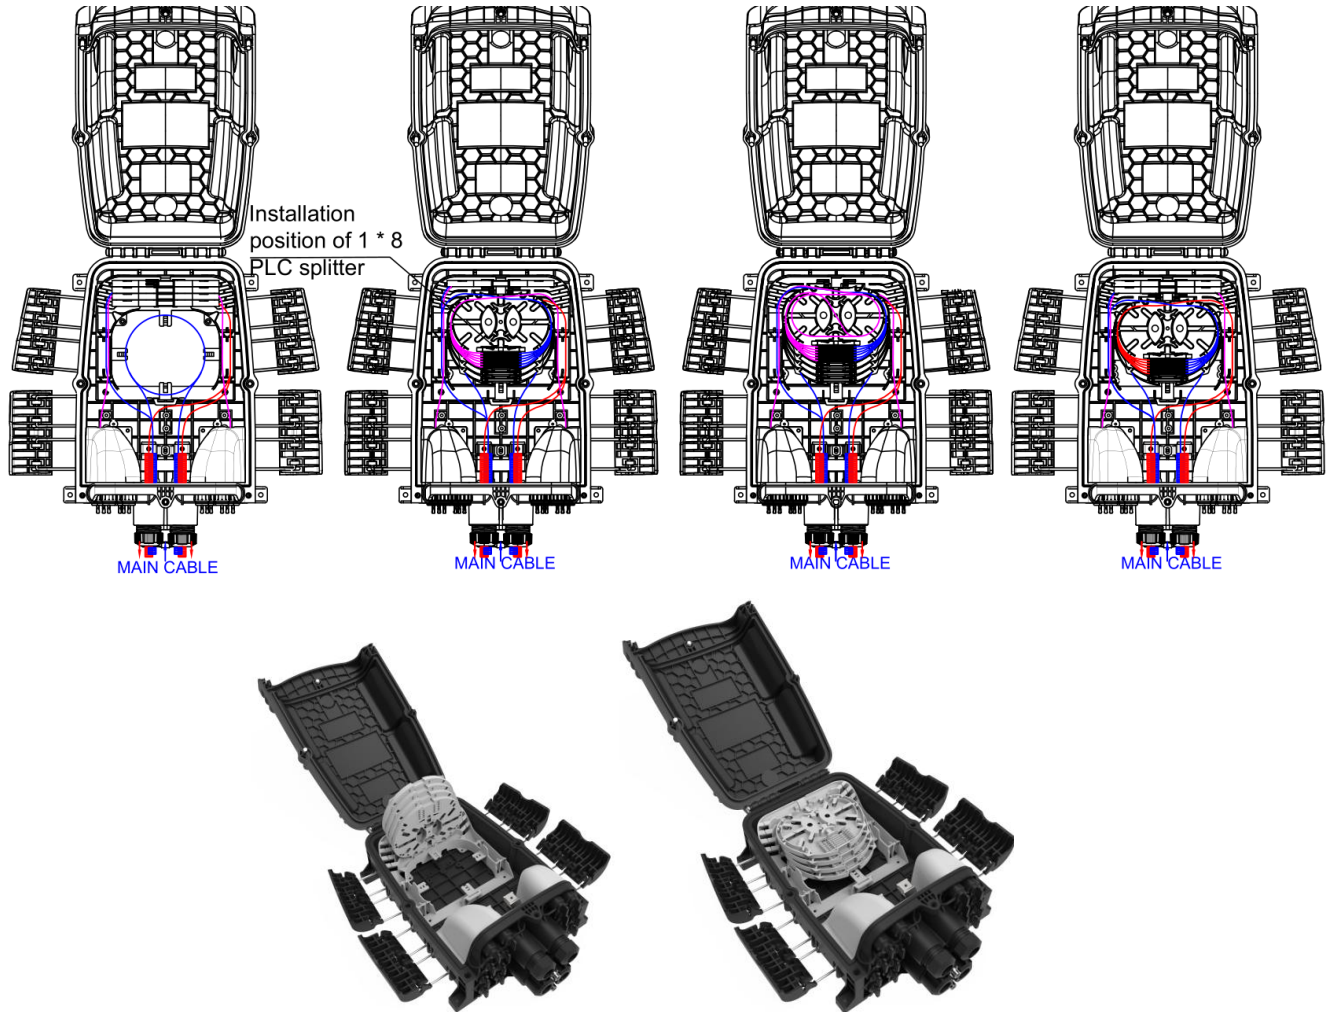 Installation
position of 1 * 8
PLC splitter
MAIN CABLE
MAIN CABLE
MAIN CABLE
MAIN CABLE